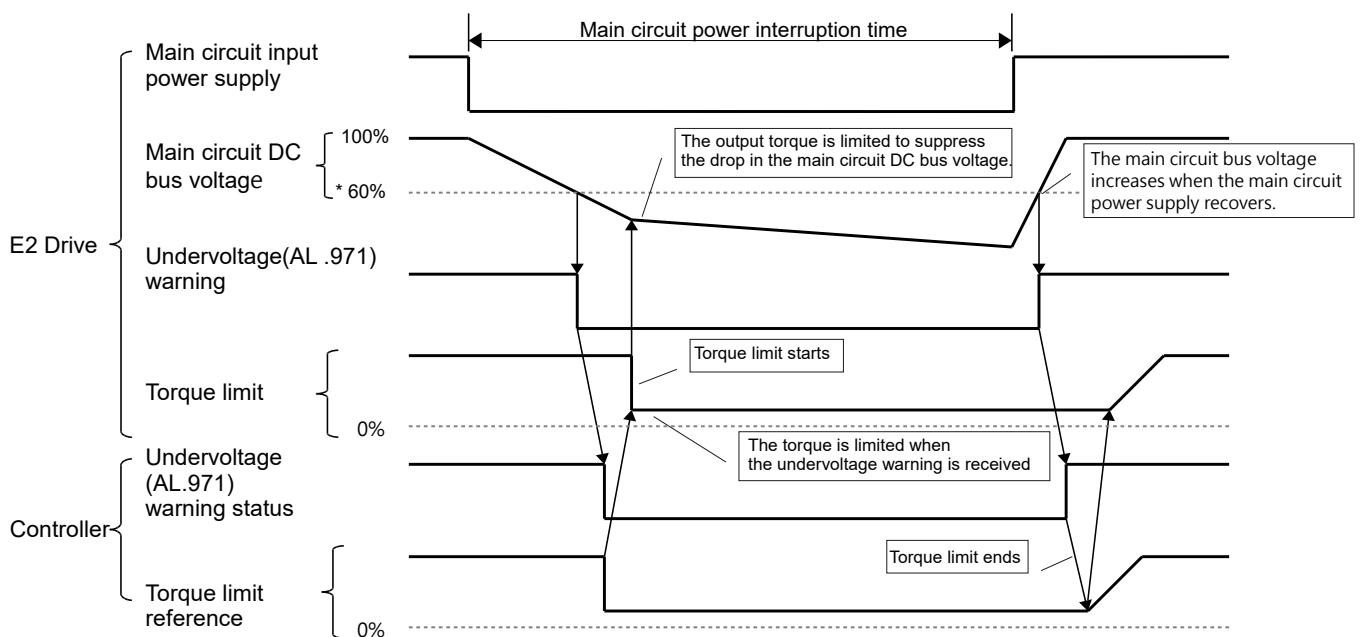 Main circuit power interruption time
Main circuit input
power supply
100%
The output torque is limited to suppress
the drop in the main circuit DC bus voltage.
Main circuit DC
bus voltage
* 60%
The main circuit bus voltage
increases when the main circuit
power supply recovers.
E2 Drive
Undervoltage(AL .971)
warning
Torque limit starts
Torque limit
0%
The torque is limited when
the undervoltage warning is received
Undervoltage
(AL.971)
warning status
Controller
Torque limit ends
Torque limit
reference
0%